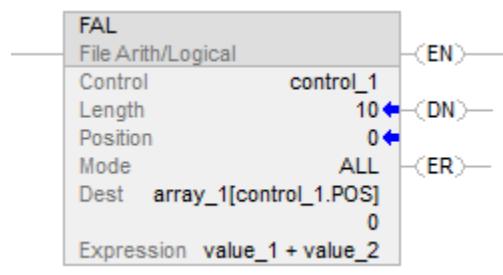 FAL
File Arith/Logical
EN
Control control_1
Length 10
DN
Position 0
Mode ALL
ER
Dest array_1[control_1.POS]
0
Expression value_1 + value_2